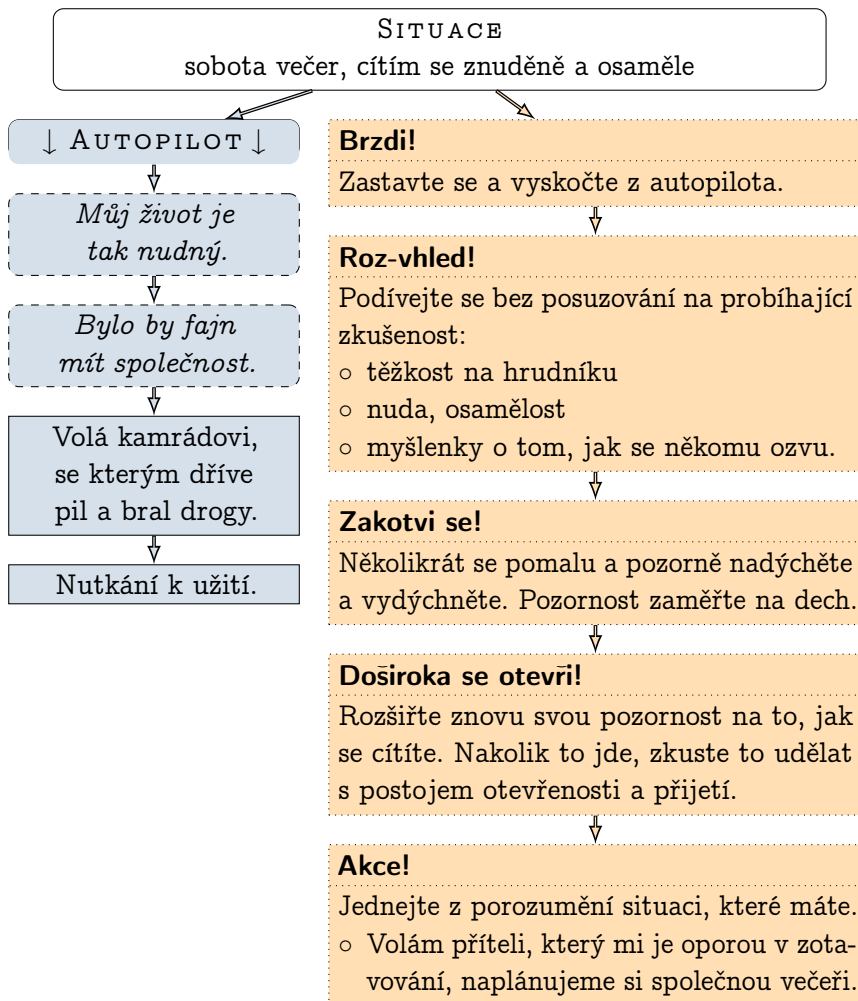 SITUACE
sobota večer, cítím se znuděně a osaměle
↓ AUTOPILOT ↓
Můj život je
tak nudný.
Bylo by fajn
mít společnost.
Volá kamrádovi,
se kterým dříve
pil a bral drogy.
Nutkání k užití.
Brzdi!
Zastavte se a vyskočte z autopilota.
Roz-vhled!
Podívejte se bez posuzování na probíhající
zkušenost:
○ těžkost na hrudníku
○ nuda, osamělost
○ myšlenky o tom, jak se někomu ozvu.
Zakotvi se!
Několikrát se pomalu a pozorně nadýchěte
a vydýchněte. Pozornost zaměřte na dech.
Doširoka se otevři!
Rozšiřte znovu svou pozornost na to, jak
se cítíte. Nakolik to jde, zkuste to udělat
s postojem otevřenosti a přijetí.
Akce!
Jednejte z porozumění situaci, které máte.
○ Volám příteli, který mi je oporou v zota-
vování, naplánujeme si společnou večeři.